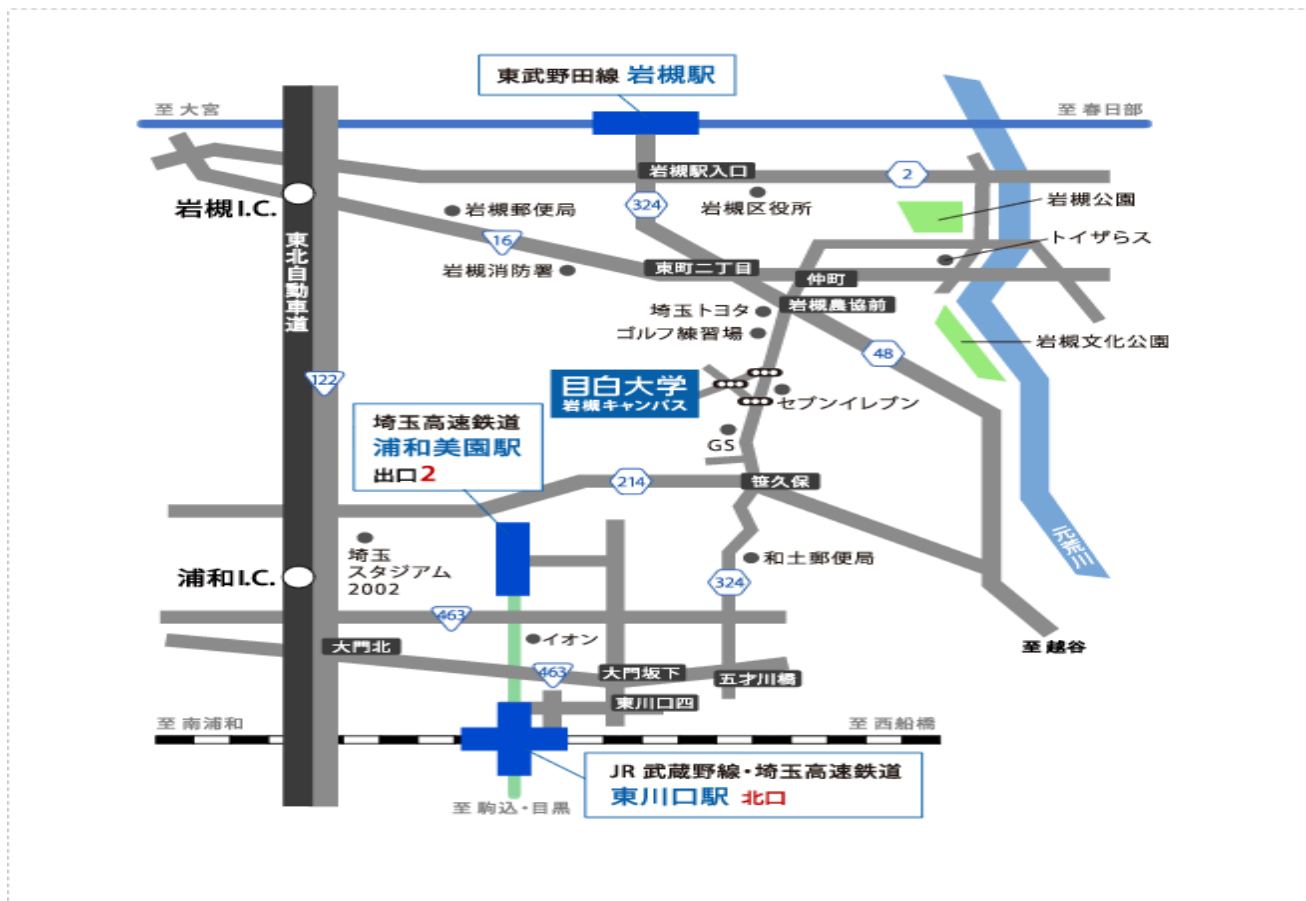 東武野田線 岩槻駅
至 大宮
至 春日部
岩槻駅入口
2
岩槻I.C.
岩槻郵便局
324
岩槻区役所
岩槻公園
16
トイザらス
岩槻消防署
東町二丁目
仲町
東北自動車道
埼玉トヨタ
岩槻農協前
ゴルフ練習場
48
岩槻文化公園
122
目白大学
岩槻キャンパス
セブンイレブン
埼玉高速鉄道
浦和美園駅
出口2
GS
214
笹久保
元荒川
埼玉
スタジアム
2002
和土郵便局
浦和I.C.
324
463
イオン
大門北
至 越谷
463
大門坂下
五才川橋
東川口四
至 南浦和
至 西船橋
JR 武蔵野線・埼玉高速鉄道
東川口駅 北口
至 駒込・目黒